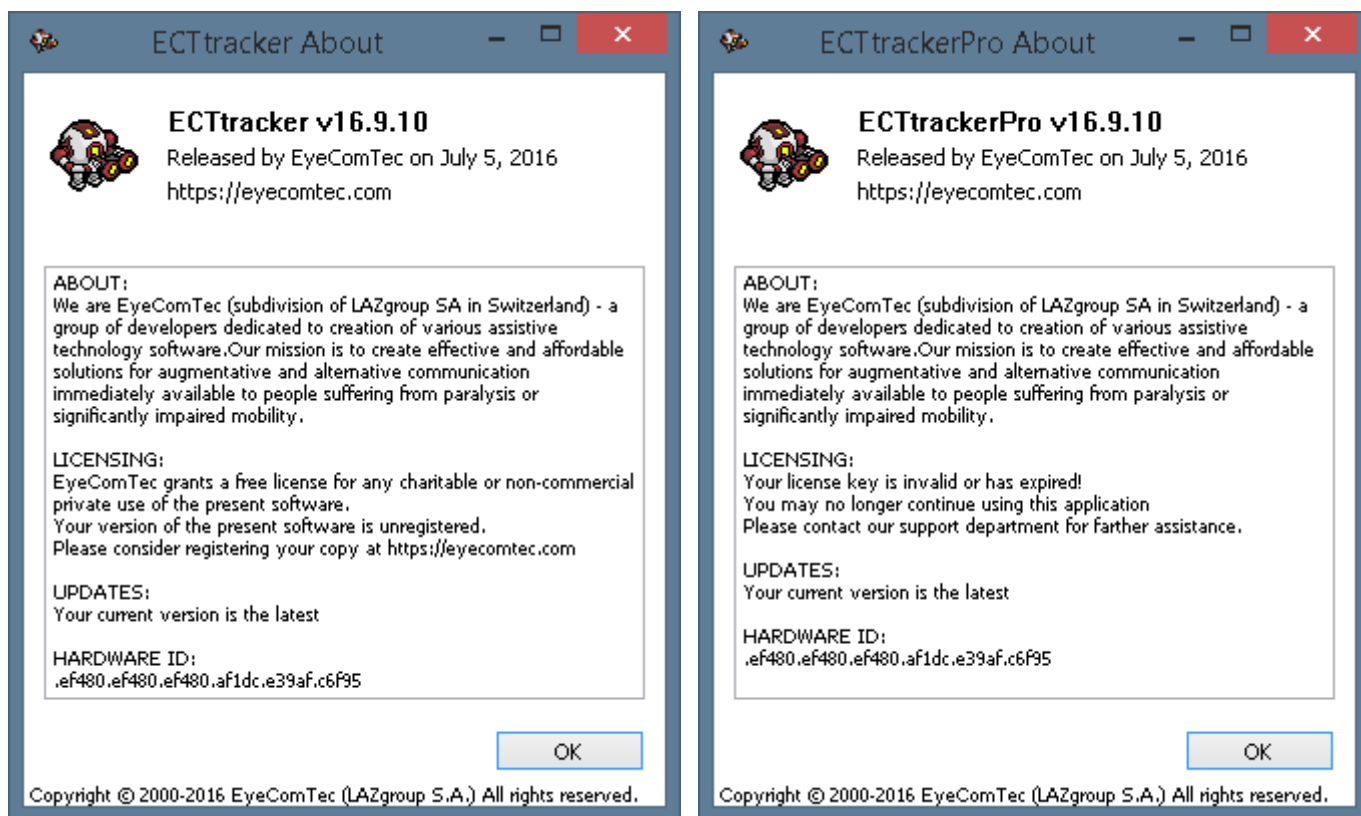 ECTtracker About
ECTtracker v16.9.10
Released by EyeComTec on July 5, 2016
https://eyecomtec.com
ABOUT:
We are EyeComTec (subdivision of LAZgroup SA in Switzerland) - a
group of developers dedicated to creation of various assistive
technology software.Our mission is to create effective and affordable
solutions for augmentative and alternative communication
immediately available to people suffering from paralysis or
significantly impaired mobility.
LICENSING:
EyeComTec grants a free license for any charitable or non-commercial
private use of the present software.
Your version of the present software is unregistered.
Please consider registering your copy at https://eyecomtec.com
UPDATES:
Your current version is the latest
HARDWARE ID:
.ef480.ef480.ef480.af1dc.e39af.c6f95
OK
Copyright © 2000-2016 EyeComTec (LAZgroup S.A.) All rights reserved.
ECTtrackerPro About
ECTtrackerPro v16.9.10
Released by EyeComTec on July 5, 2016
https://eyecomtec.com
ABOUT:
We are EyeComTec (subdivision of LAZgroup SA in Switzerland) - a
group of developers dedicated to creation of various assistive
technology software.Our mission is to create effective and affordable
solutions for augmentative and alternative communication
immediately available to people suffering from paralysis or
significantly impaired mobility.
LICENSING:
Your license key is invalid or has expired!
You may no longer continue using this application
Please contact our support department for farther assistance.
UPDATES:
Your current version is the latest
HARDWARE ID:
.ef480.ef480.ef480.af1dc.e39af.c6f95
OK
Copyright © 2000-2016 EyeComTec (LAZgroup S.A.) All rights reserved.